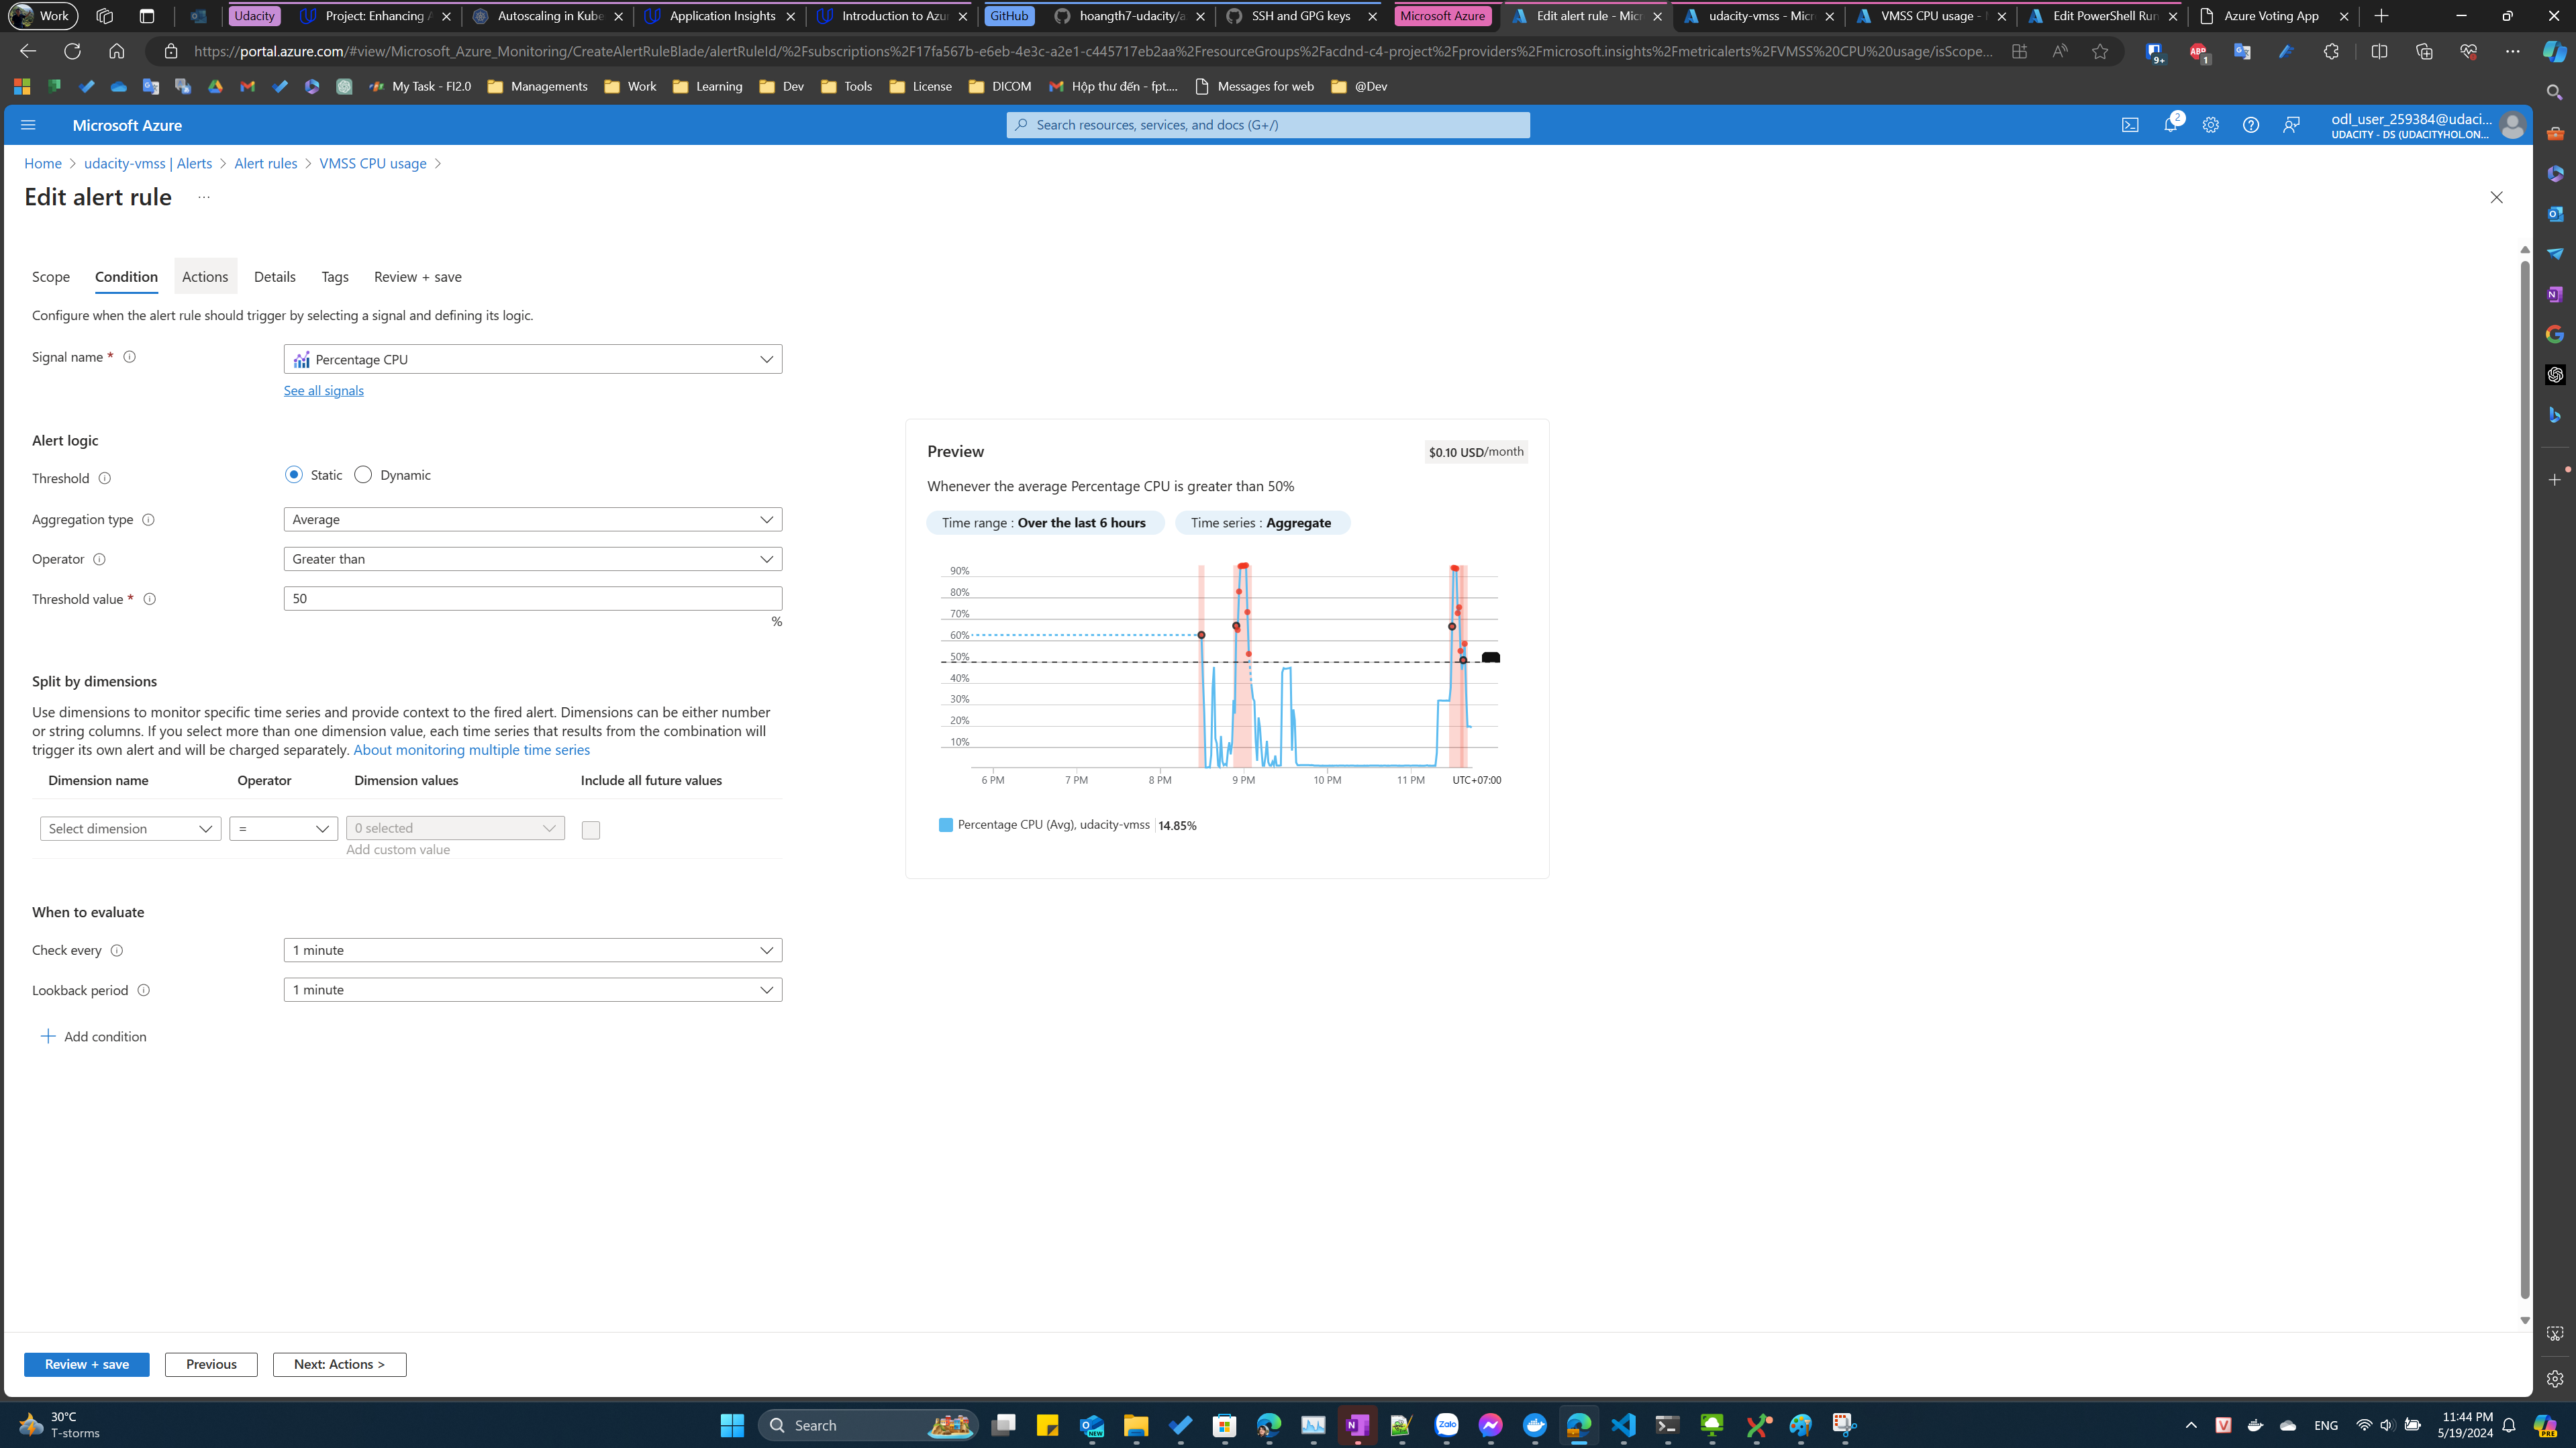 Work
Udacity
Project: Enhancing A
Autoscaling in Kube
Application Insights
Introduction to Azu
GitHub
hoangth7-udacity/a
SSH and GPG keys
Microsoft Azure
Edit alert rule - Micr
udacity-vmss - Micr
VMSS CPU usage -
Edit PowerShell Run
Azure Voting App
https://portal.azure.com/#view/Microsoft_Azure_Monitoring/CreateAlertRuleBlade/alertRuleId/%2Fsubscriptions%2F17fa567b-e6eb-4e3c-a2e1-c445717eb2aa%2FresourceGroups%2Facdnd-c4-project%2Fproviders%2Fmicrosoft.insights%2Fmetricalerts%2FVMSS%20CPU%20usage/isScope...
9+
1
My Task - FI2.0
Managements
Work
Learning
Dev
Tools
License
DICOM
Hộp thư đến - fpt....
Messages for web
@Dev
Microsoft Azure
Search resources, services, and docs (G+/)
2
odl_user_259384@udaci...
UDACITY - DS (UDACITYHOL.ON...
Home > udacity-vmss | Alerts > Alert rules > VMSS CPU usage >
Edit alert rule ...
Scope
Condition
Actions
Details
Tags
Review + save
Configure when the alert rule should trigger by selecting a signal and defining its logic.
Signal name *
Percentage CPU
See all signals
Alert logic
Threshold
Static
Dynamic
Aggregation type
Average
Operator
Greater than
Threshold value *
50
%
Split by dimensions
Use dimensions to monitor specific time series and provide context to the fired alert. Dimensions can be either number
or string columns. If you select more than one dimension value, each time series that results from the combination will
trigger its own alert and will be charged separately. About monitoring multiple time series
Dimension name
Operator
Dimension values
Include all future values
Select dimension
=
0 selected
Add custom value
When to evaluate
Check every
1 minute
Lookback period
1 minute
+ Add condition
Preview
$0.10 USD/month
Whenever the average Percentage CPU is greater than 50%
Time range : Over the last 6 hours
Time series : Aggregate
90%
80%
70%
60%
50%
40%
30%
20%
10%
6 PM
7 PM
8 PM
9 PM
10 PM
11 PM
UTC+07:00
Percentage CPU (Avg), udacity-vmss
14.85%
Review + save
Previous
Next: Actions >
30°C
T-storms
Search
NEW
Zalo
ENG
11:44 PM
5/19/2024
PRE